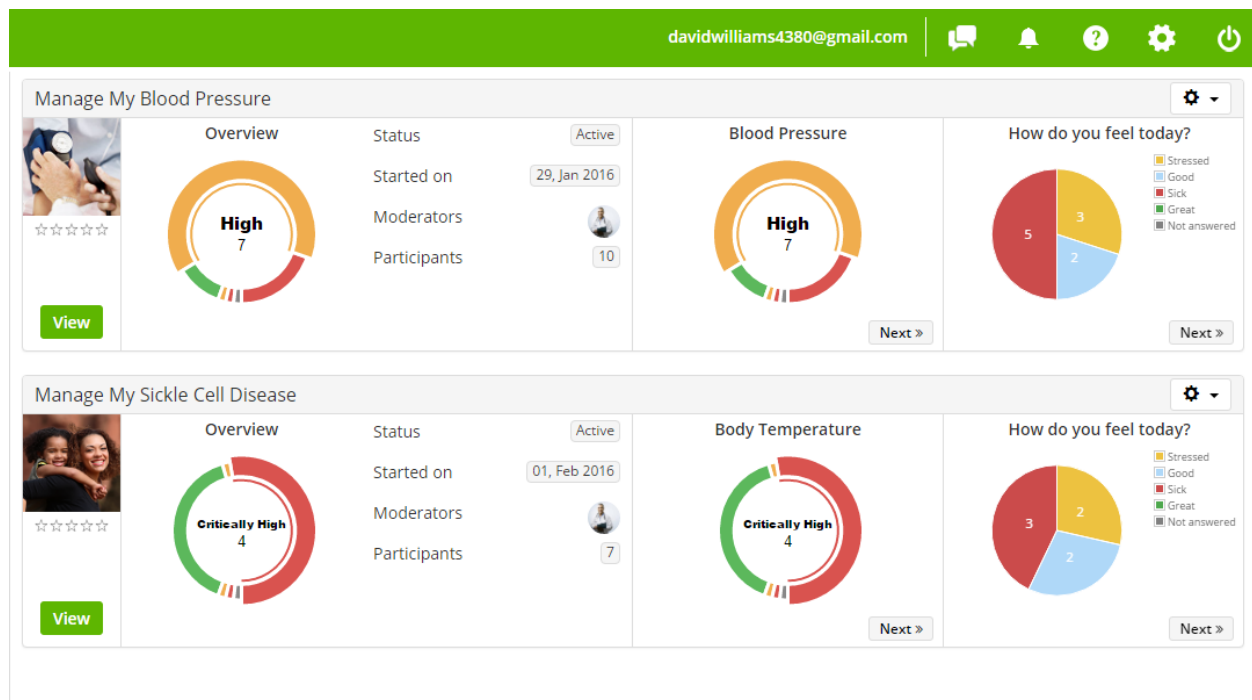 davidwilliams4380@gmail.com
Manage My Blood Pressure
Overview
High
7
Status
Active
Started on
29, Jan 2016
Moderators
Participants
10
Blood Pressure
High
7
Next »
How do you feel today?
Stressed
Good
Sick
Great
Not answered
5
3
2
Next »
View
Manage My Sickle Cell Disease
Overview
Critically High
4
Status
Active
Started on
01, Feb 2016
Moderators
Participants
7
Body Temperature
Critically High
4
Next »
How do you feel today?
Stressed
Good
Sick
Great
Not answered
3
2
2
Next »
View